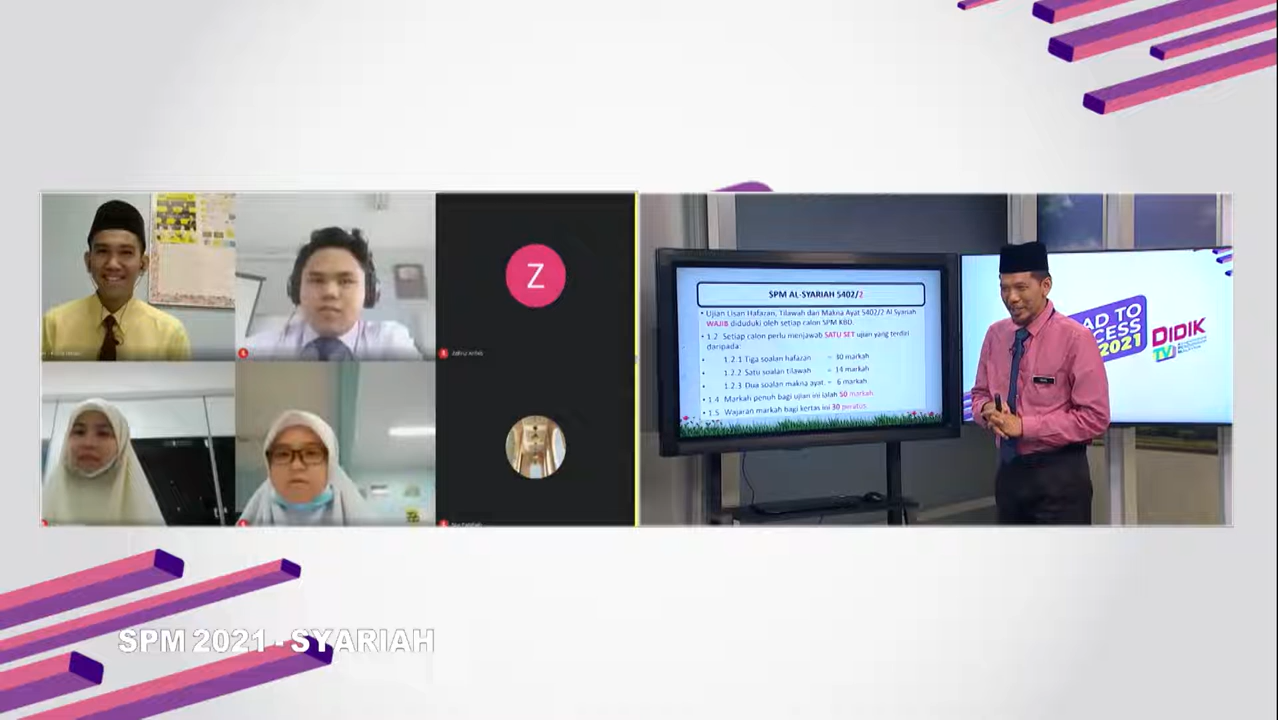 Z
SPM AL-SYARIAH 5402/2
• Ujian Lisan Hafazan, Tilawah dan Makna Ayat 5402/2 Al Syariah
WAJIB diduduki oleh setiap calon SPM KBD.
• 1.2 Setiap calon perlu menjawab SATU SET ujian yang terdiri
daripada:
• 1.2.1 Tiga soalan hafazan = 30 markah
• 1.2.2 Satu soalan tilawah = 14 markah
• 1.2.3 Dua soalan makna ayat. = 6 markah
• 1.4 Markah penuh bagi ujian ini ialah 50 markah
• 1.5 Wajaran markah bagi kertas ini 30 peratus.
AD TO
CCESS
2021
DIDIK
TV
SPM 2021 - SYARIAH